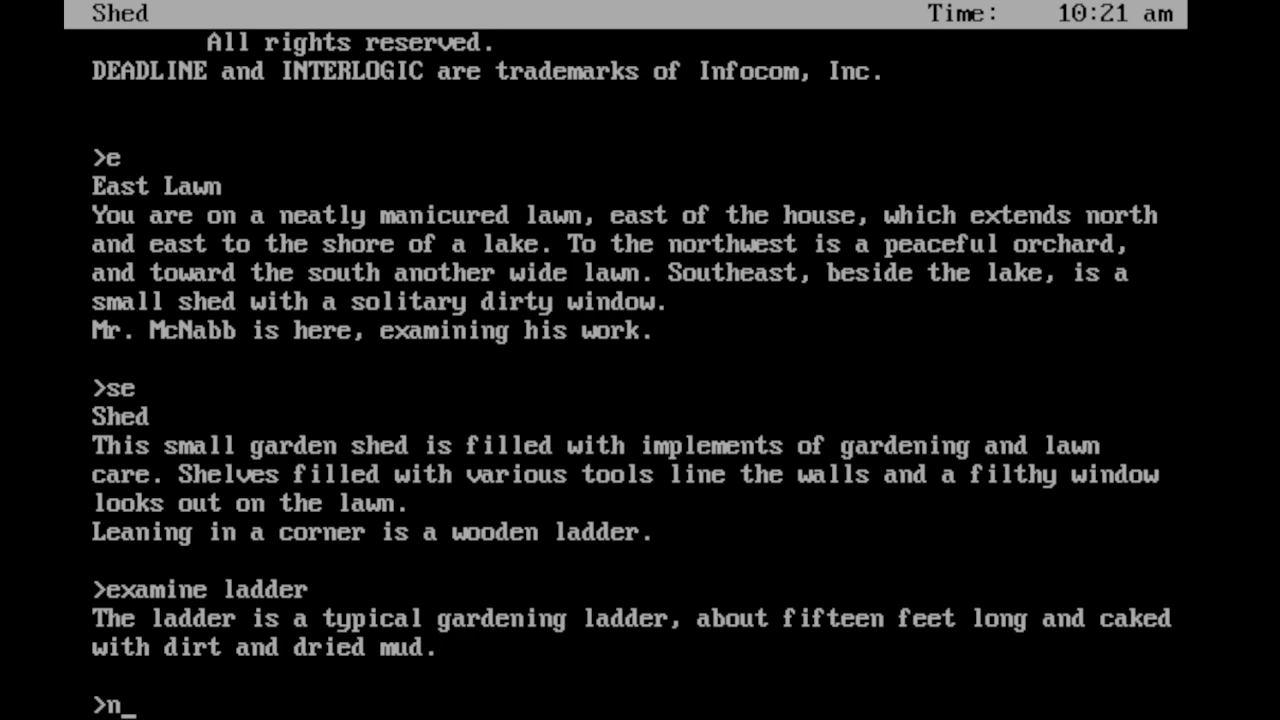 Shed Time: 10:21 am
All rights reserved.
DEADLINE and INTERLOGIC are trademarks of Infocom, Inc.
>e
East Lawn
You are on a neatly manicured lawn, east of the house, which extends north
and east to the shore of a lake. To the northwest is a peaceful orchard,
and toward the south another wide lawn. Southeast, beside the lake, is a
small shed with a solitary dirty window.
Mr. McNabb is here, examining his work.
>se
Shed
This small garden shed is filled with implements of gardening and lawn
care. Shelves filled with various tools line the walls and a filthy window
looks out on the lawn.
Leaning in a corner is a wooden ladder.
>examine ladder
The ladder is a typical gardening ladder, about fifteen feet long and caked
with dirt and dried mud.
>n_